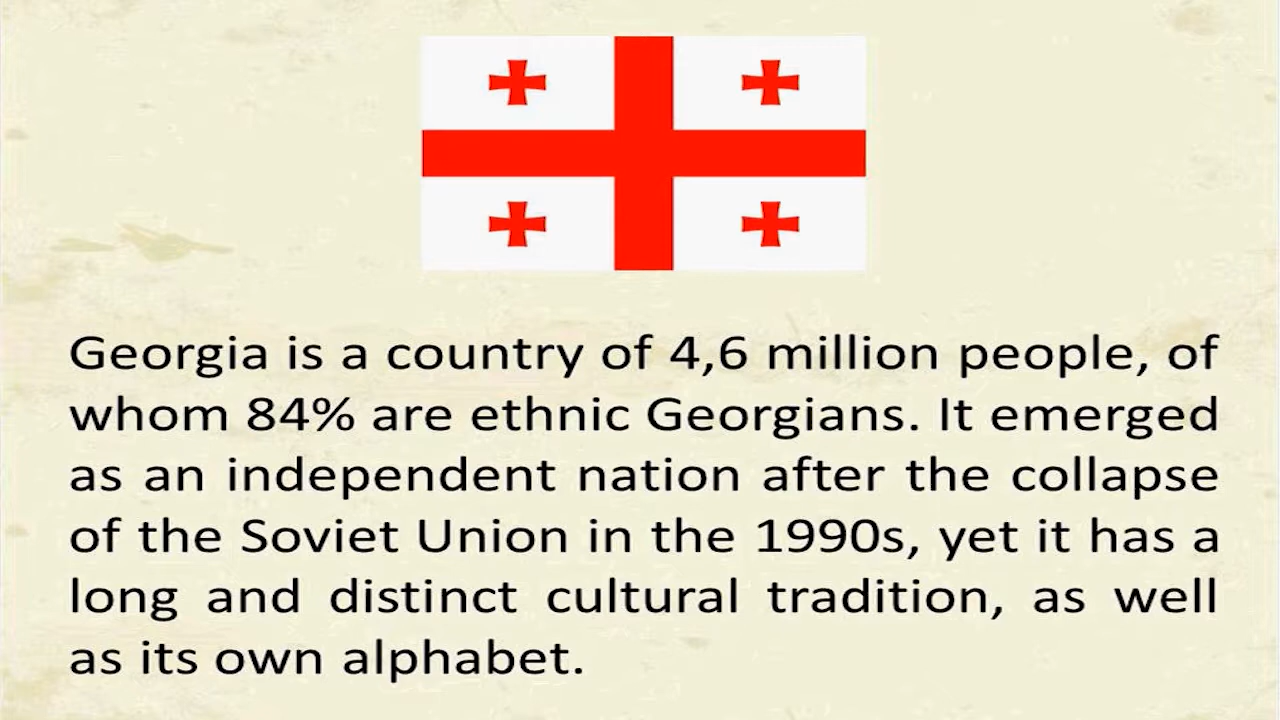 Georgia is a country of 4,6 million people, of
whom 84% are ethnic Georgians. It emerged
as an independent nation after the collapse
of the Soviet Union in the 1990s, yet it has a
long and distinct cultural tradition, as well
as its own alphabet.